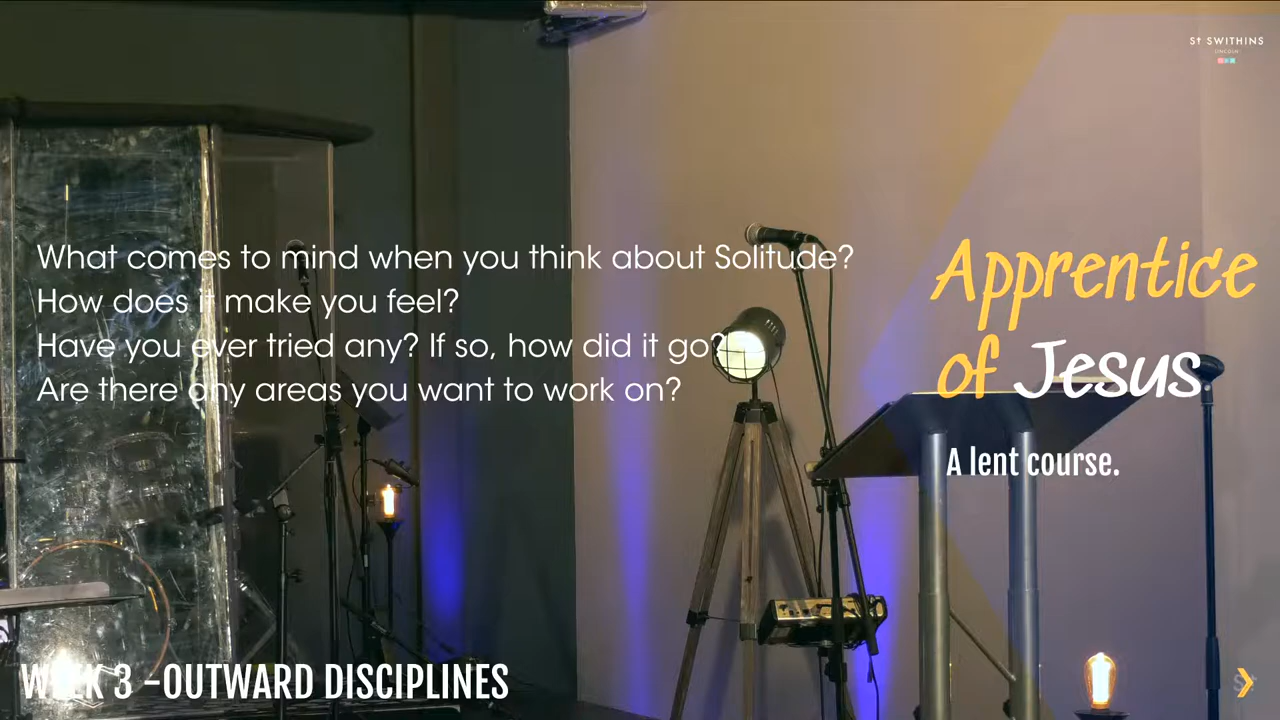 St SWITHINS
LINCOLN
What comes to mind when you think about Solitude?
How does it make you feel?
Have you ever tried any? If so, how did it go?
Are there any areas you want to work on?
Apprentice
of Jesus
A lent course.
WEEK 3 -OUTWARD DISCIPLINES